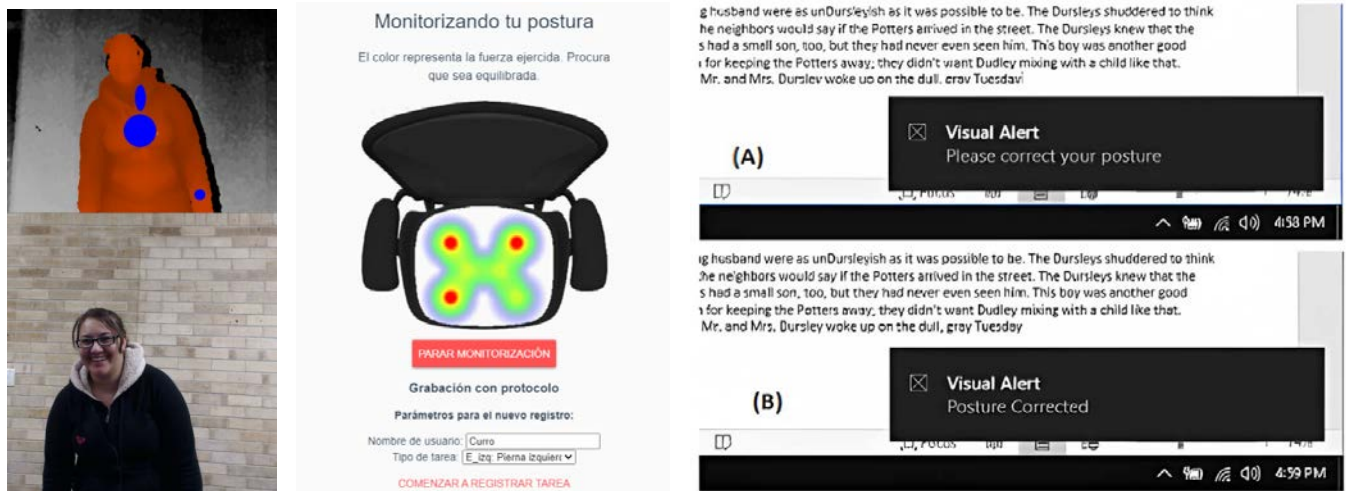 Monitorizando tu postura
El color representa la fuerza ejercida. Procura
que sea equilibrada.
PARAR MONITORIZACIÓN
Grabación con protocolo
Parámetros para el nuevo registro:
Nombre de usuario: Curro
Tipo de tarea: E_izq: Pierna izquierc
COMENZAR A REGISTRAR TAREA
g husband were as unDursleyish as it was possible to be. The Dursleys shuddered to think
he neighbors would say if the Potters arrived in the street. The Dursleys knew that the
s had a small son, too, but they had never even seen him. This boy was another good
for keeping the Potters away; they didn't want Dudley mixing with a child like that.
Mr. and Mrs. Dursley woke up on the dull, gray Tuesday
Visual Alert
Please correct your posture
(A)
Focus
4:58 PM
g husband were as unDursleyish as it was possible to be. The Dursleys shuddered to think
he neighbors would say if the Potters arrived in the street. The Dursleys knew that the
s had a small son, too, but they had never even seen him. This boy was another good
for keeping the Potters away; they didn't want Dudley mixing with a child like that.
Mr. and Mrs. Dursley woke up on the dull, gray Tuesday
Visual Alert
Posture Corrected
(B)
Focus
4:59 PM